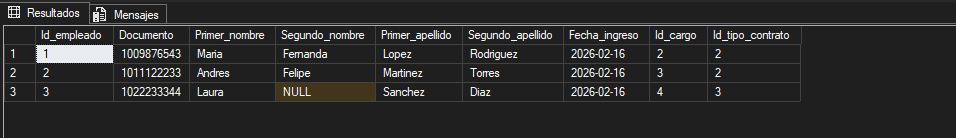 Resultados Mensajes
Id_empleado Documento Primer_nombre Segundo_nombre Primer_apellido Segundo_apellido Fecha_ingreso Id_cargo Id_tipo_contrato
1 1 1009876543 Maria Fernanda Lopez Rodriguez 2026-02-16 2 2
2 2 1011122233 Andres Felipe Martinez Torres 2026-02-16 3 2
3 3 1022233344 Laura NULL Sanchez Diaz 2026-02-16 4 3